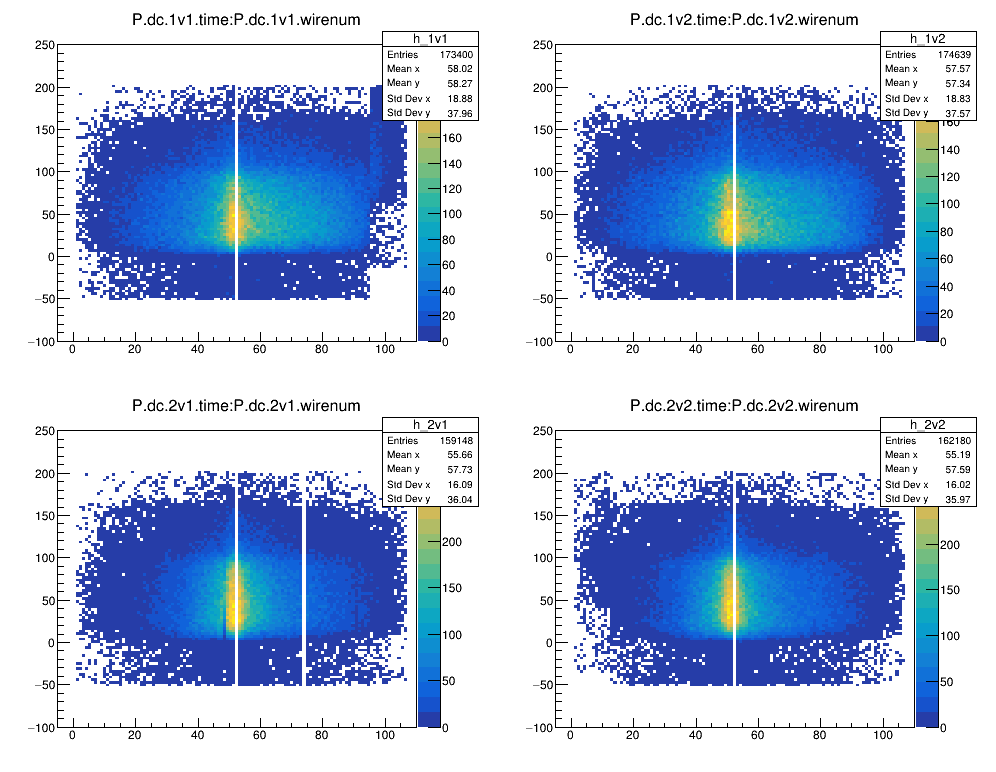 P.dc.1v1.time:P.dc.1v1.wirenum
h_1v1
Entries 173400
Mean x 58.02
Mean y 58.27
Std Dev x 18.88
Std Dev y 37.96
250
200
150
100
50
0
−50
−100
0 20 40 60 80 100
160
140
120
100
80
60
40
20
0
P.dc.1v2.time:P.dc.1v2.wirenum
h_1v2
Entries 174639
Mean x 57.57
Mean y 57.34
Std Dev x 18.83
Std Dev y 37.57
250
200
150
100
50
0
−50
−100
0 20 40 60 80 100
160
140
120
100
80
60
40
20
0
P.dc.2v1.time:P.dc.2v1.wirenum
h_2v1
Entries 159148
Mean x 55.66
Mean y 57.73
Std Dev x 16.09
Std Dev y 36.04
250
200
150
100
50
0
−50
−100
0 20 40 60 80 100
200
150
100
50
0
P.dc.2v2.time:P.dc.2v2.wirenum
h_2v2
Entries 162180
Mean x 55.19
Mean y 57.59
Std Dev x 16.02
Std Dev y 35.97
250
200
150
100
50
0
−50
−100
0 20 40 60 80 100
200
150
100
50
0